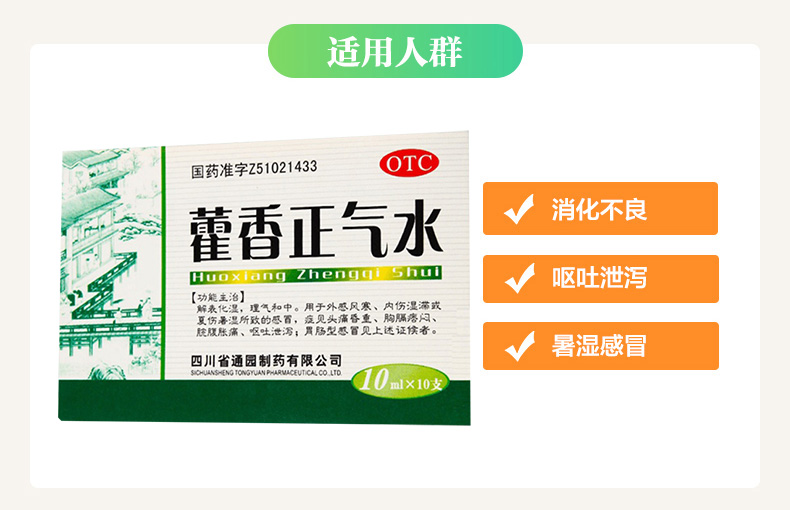 适用人群
国药准字Z51021433
OTC
藿香正气水
Huoxiang Zhengqi Shui
【功能主治】
解表化湿，理气和中。用于外感风寒、内伤湿滞或
夏伤暑湿所致的感冒，症见头痛昏重、胸膈痞闷、
脘腹胀痛、呕吐泄泻；胃肠型感冒见上述证候者。
四川省通园制药有限公司
SICHUANSHENG TONGYUAN PHARMACEUTICAL CO.,LTD.
10ml×10支
消化不良
呕吐泄泻
暑湿感冒